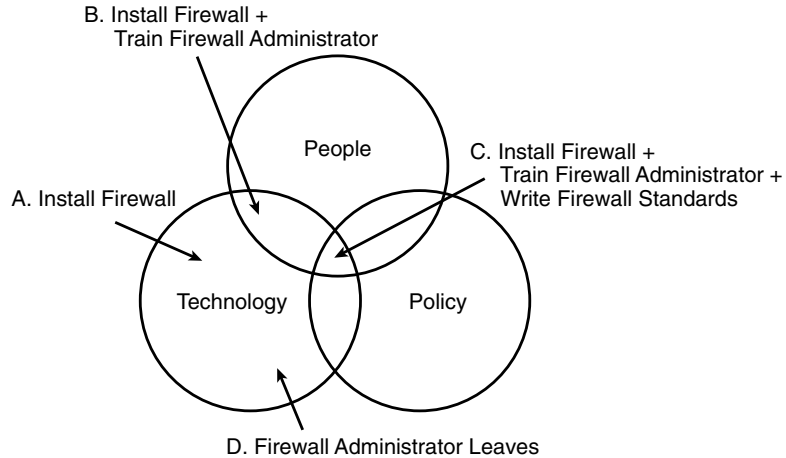 B. Install Firewall +
Train Firewall Administrator
People
C. Install Firewall +
Train Firewall Administrator +
Write Firewall Standards
A. Install Firewall
Technology
Policy
D. Firewall Administrator Leaves